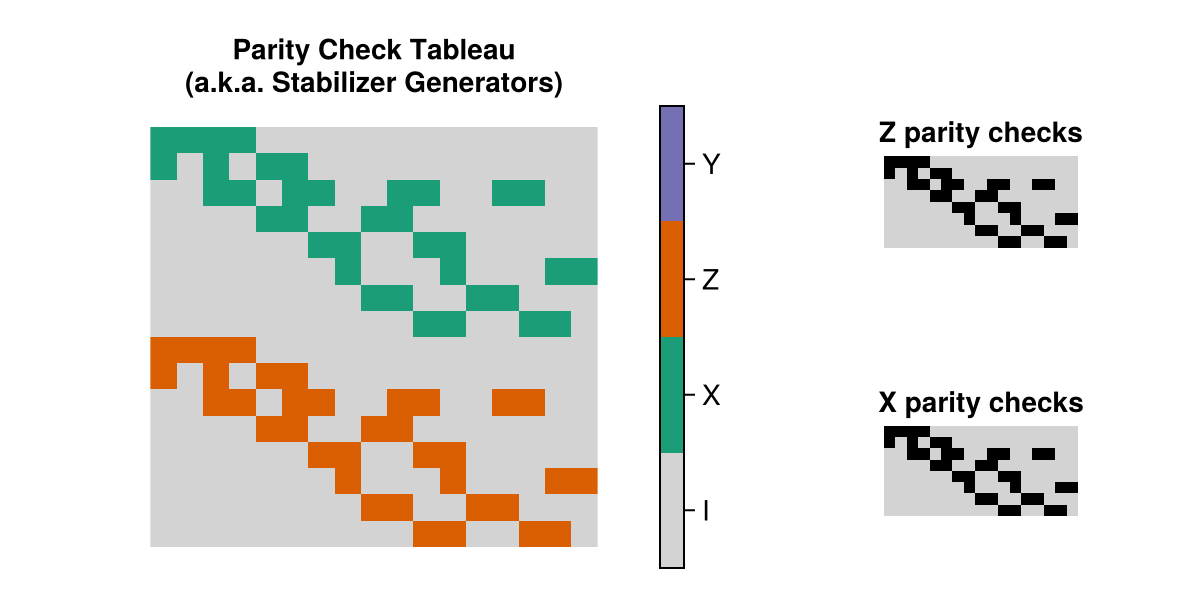 Parity Check Tableau
(a.k.a. Stabilizer Generators)
Y
Z
X
I
Z parity checks
X parity checks